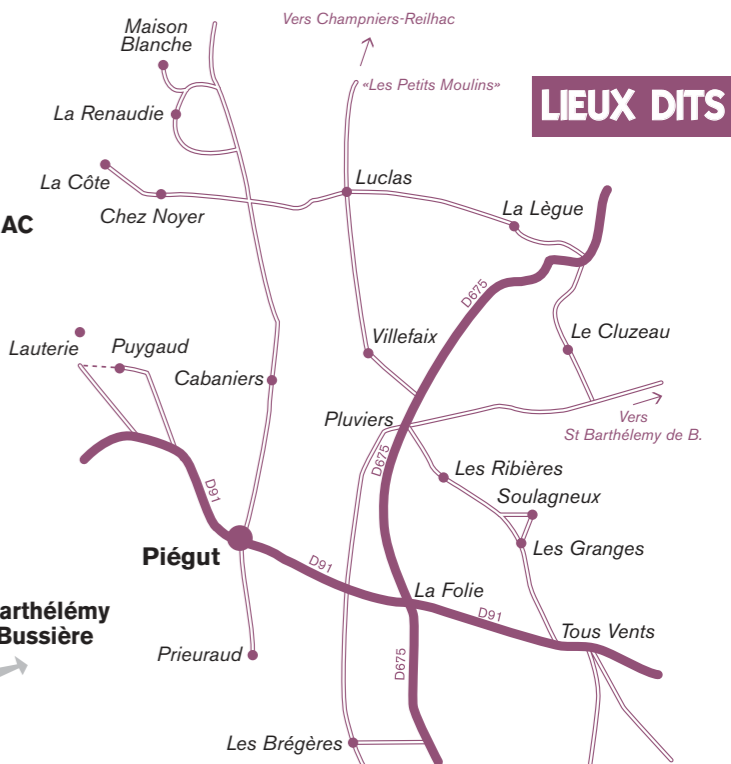 Maison
Blanche
Vers Champniers-Reilhac
«Les Petits Moulins»
LIEUX DITS
La Renaudie
La Côte
Chez Noyer
Luclas
La Lègue
AC
D675
Lauterie
Puygaud
Cabaniers
Villefaix
Le Cluzeau
Pluviers
Vers
St Barthélemy de B.
D675
Les Ribières
Soulagneux
Les Granges
D91
Piégut
D91
La Folie
D91
Tous Vents
arthélémy
Bussière
Prieuraud
D675
Les Brégères